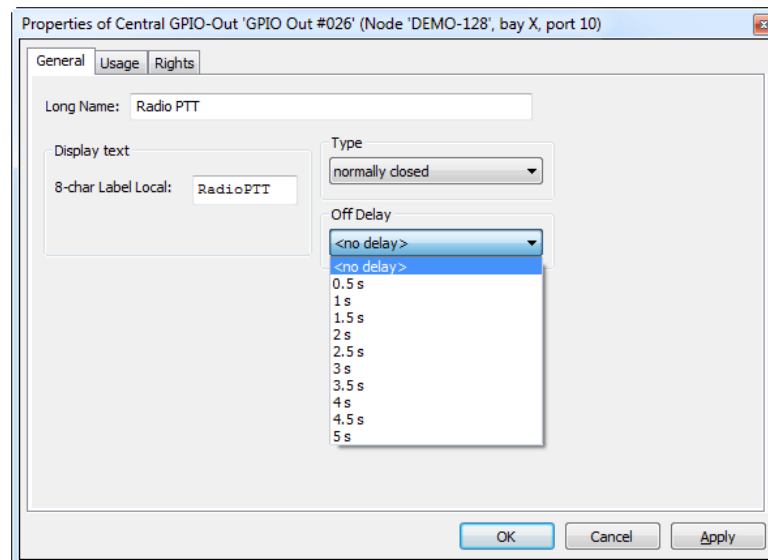 Properties of Central GPIO-Out 'GPIO Out #026' (Node 'DEMO-128', bay X, port 10)
General Usage Rights
Long Name: Radio PTT
Display text
8-char Label Local: RadioPTT
Type
normally closed
Off Delay
<no delay>
<no delay>
0.5 s
1 s
1.5 s
2 s
2.5 s
3 s
3.5 s
4 s
4.5 s
5 s
OK Cancel Apply